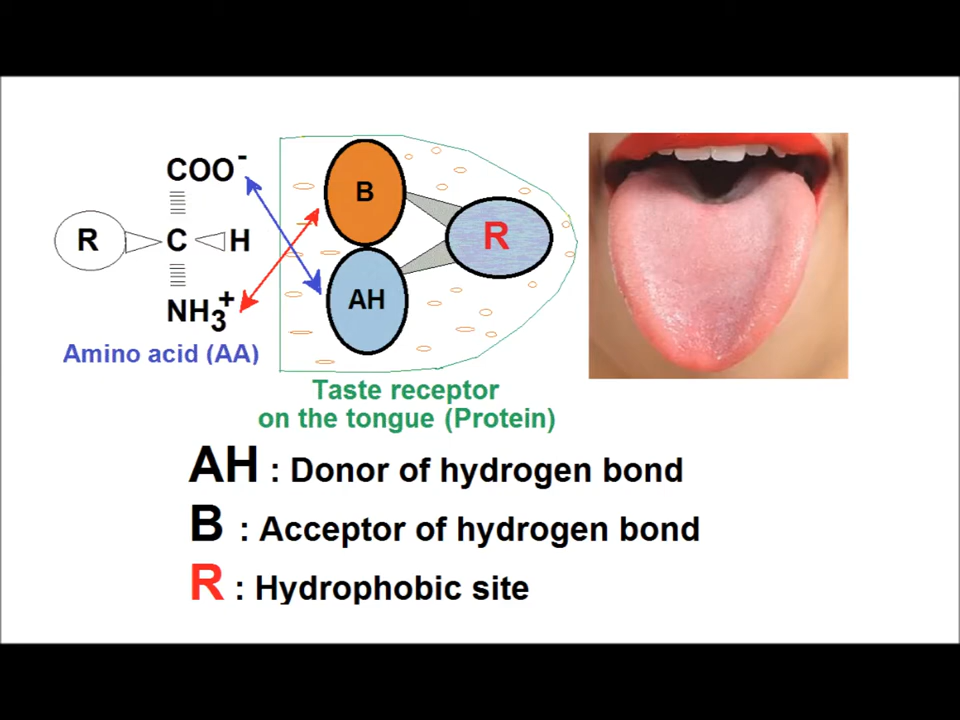 COO-
B
R
R C H
AH
NH3+
Amino acid (AA)
Taste receptor
on the tongue (Protein)
AH : Donor of hydrogen bond
B : Acceptor of hydrogen bond
R : Hydrophobic site